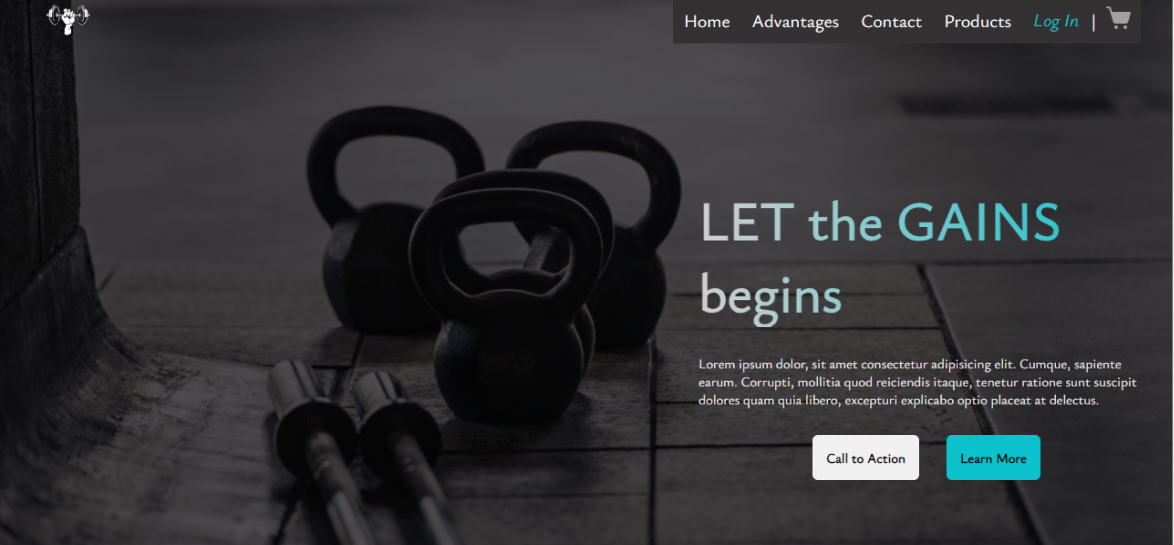 Home Advantages Contact Products Log In |
LET the GAINS
begins
Lorem ipsum dolor, sit amet consectetur adipisicing elit. Cumque, sapiente
earum. Corrupti, mollitia quod reiciendis itaque, tenetur ratione sunt suscipit
dolores quam quia libero, excepturi explicabo optio placeat at delectus.
Call to Action Learn More